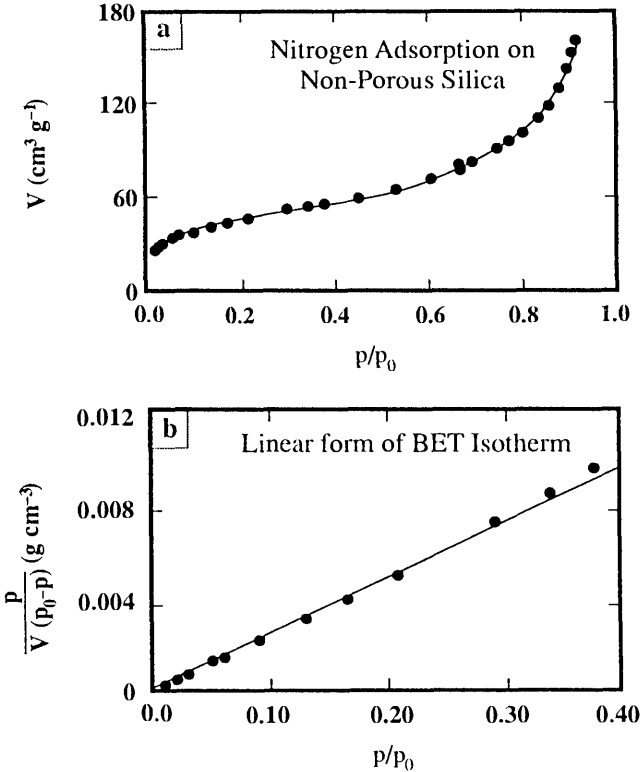 180
a
Nitrogen Adsorption on
Non-Porous Silica
120
V (cm³ g⁻¹)
60
0
0.0 0.2 0.4 0.6 0.8 1.0
p/p₀
0.012
b
Linear form of BET Isotherm
0.008
p
V (p₀-p) (g cm⁻³)
0.004
0
0.0 0.10 0.20 0.30 0.40
p/p₀